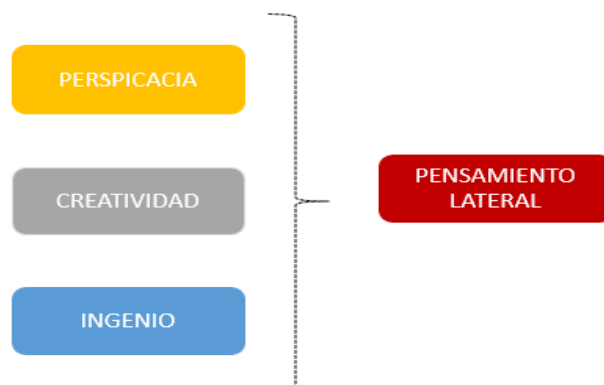 PERSPICACIA
CREATIVIDAD
INGENIO
PENSAMIENTO
LATERAL